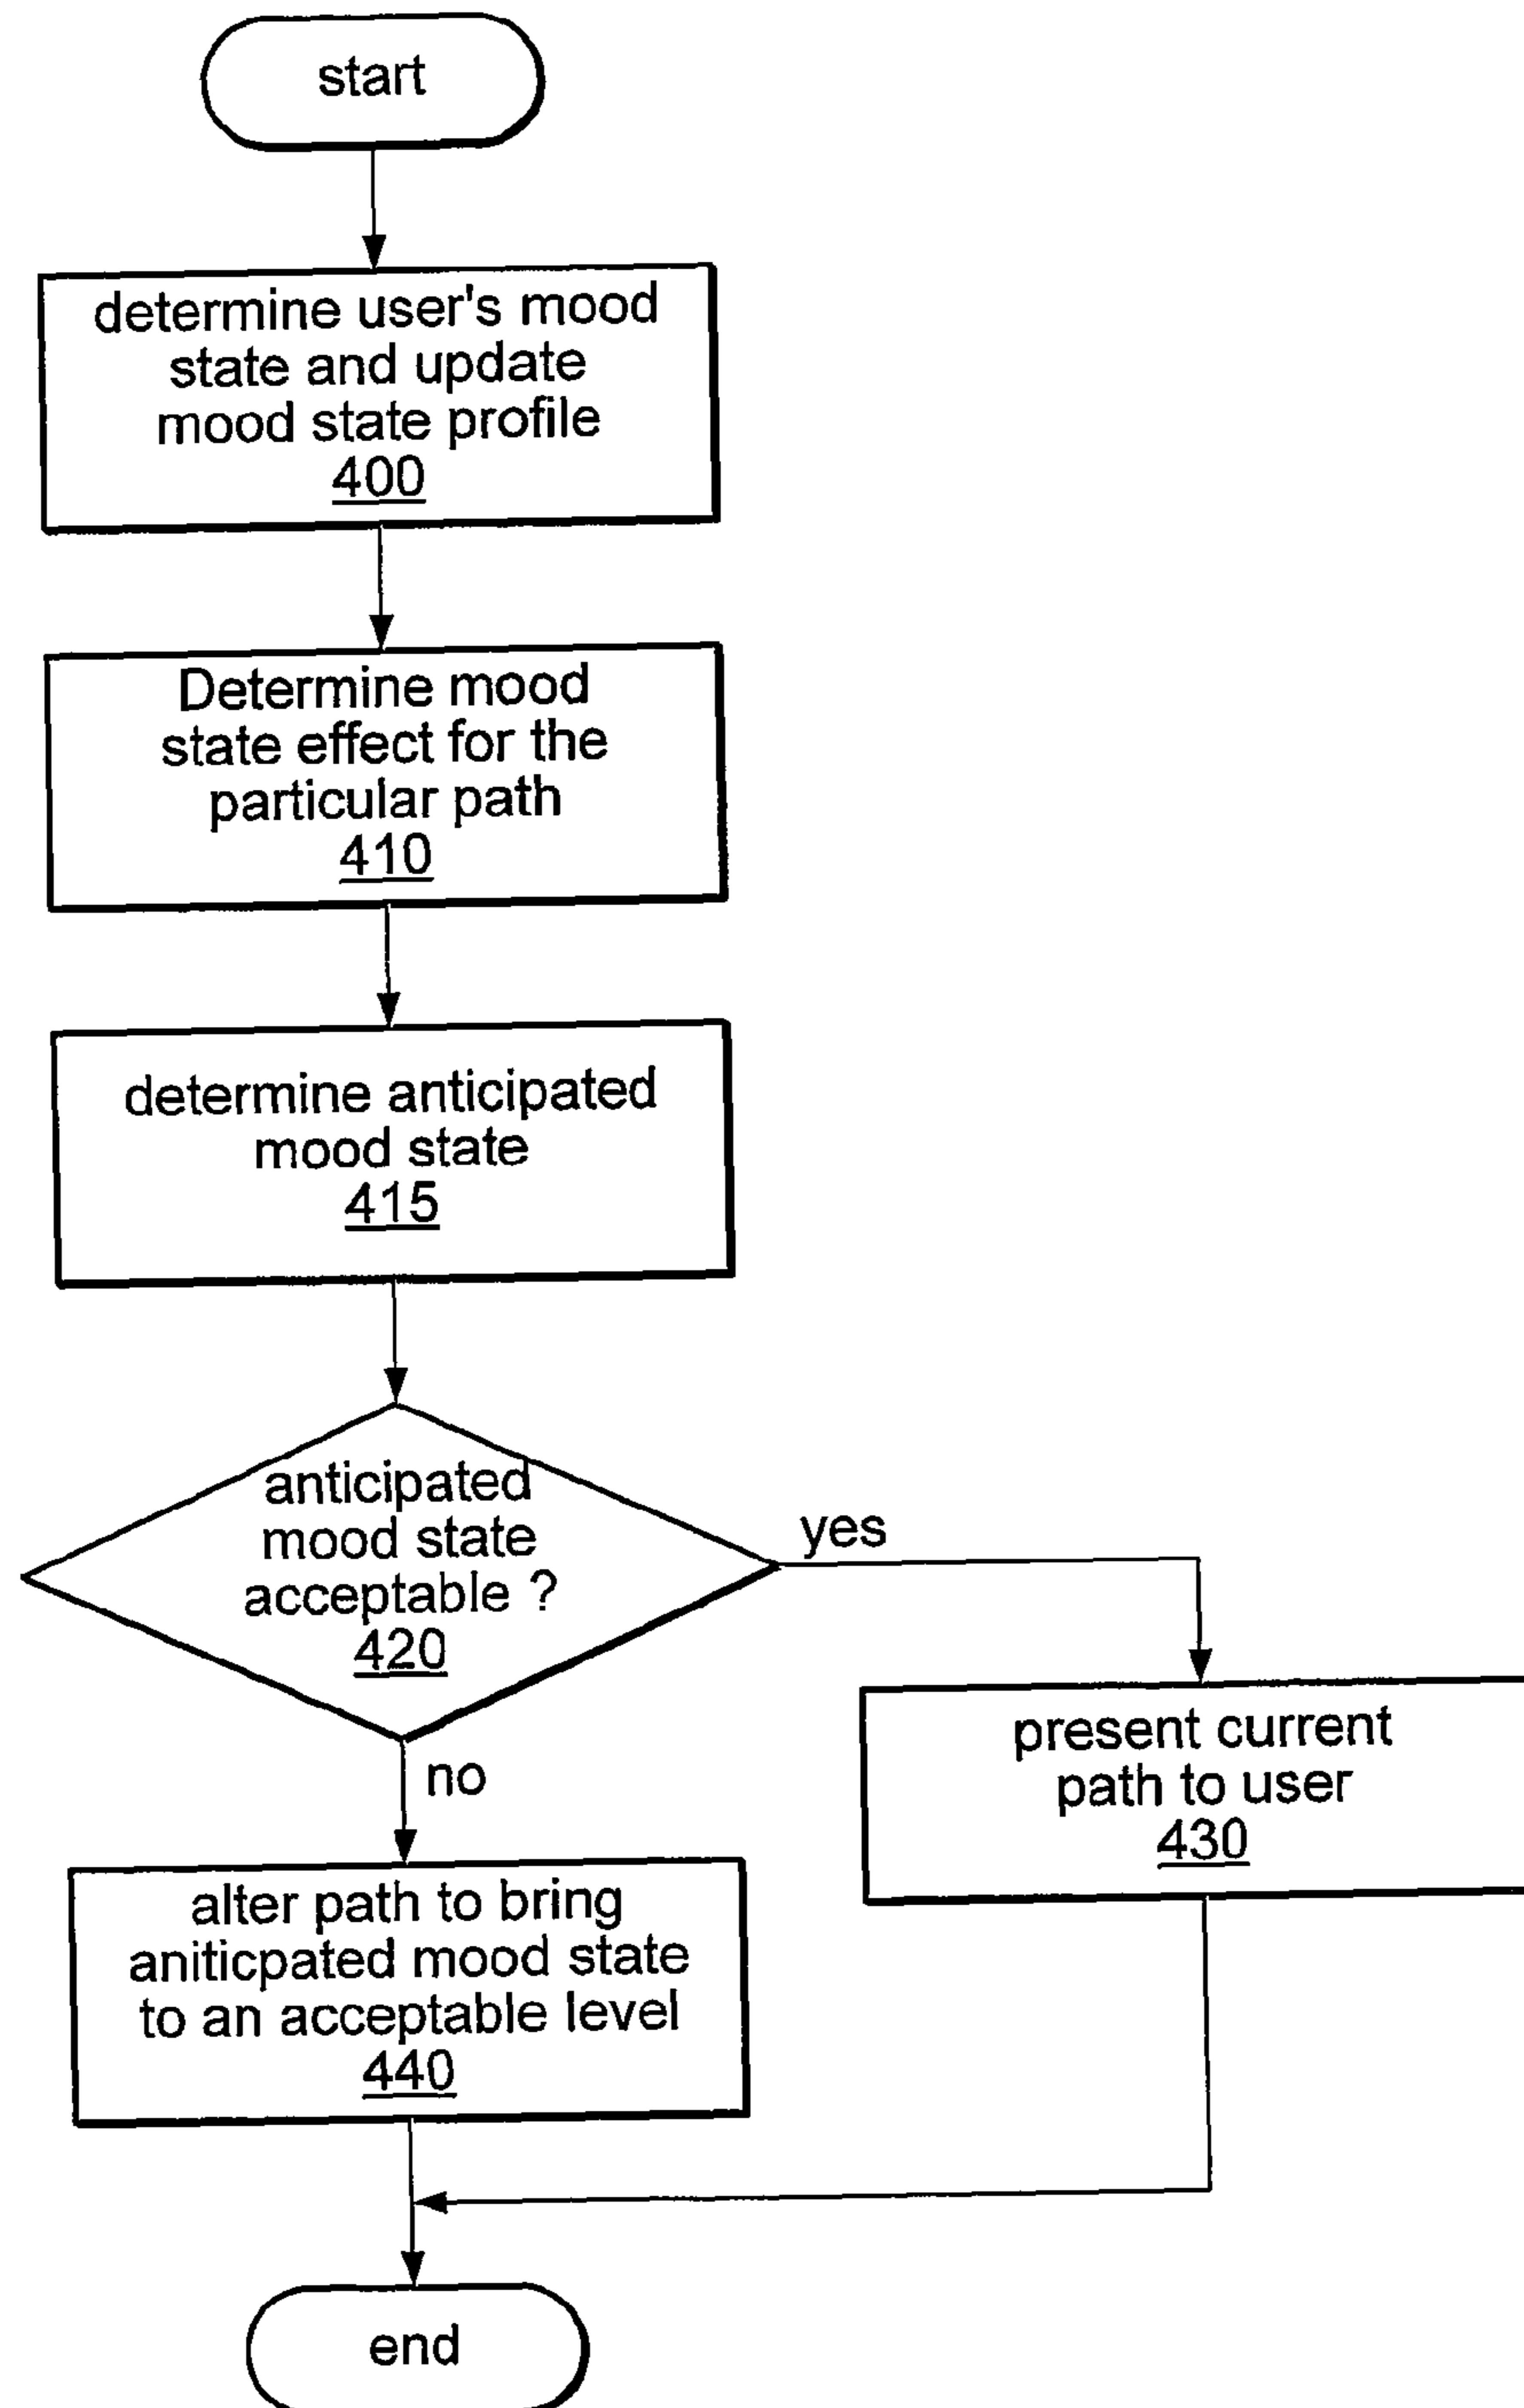 start
determine user's mood
state and update
mood state profile
400
Determine mood
state effect for the
particular path
410
determine anticipated
mood state
415
anticipated
mood state
acceptable ?
420
yes
no
present current
path to user
430
alter path to bring
aniticpated mood state
to an acceptable level
440
end